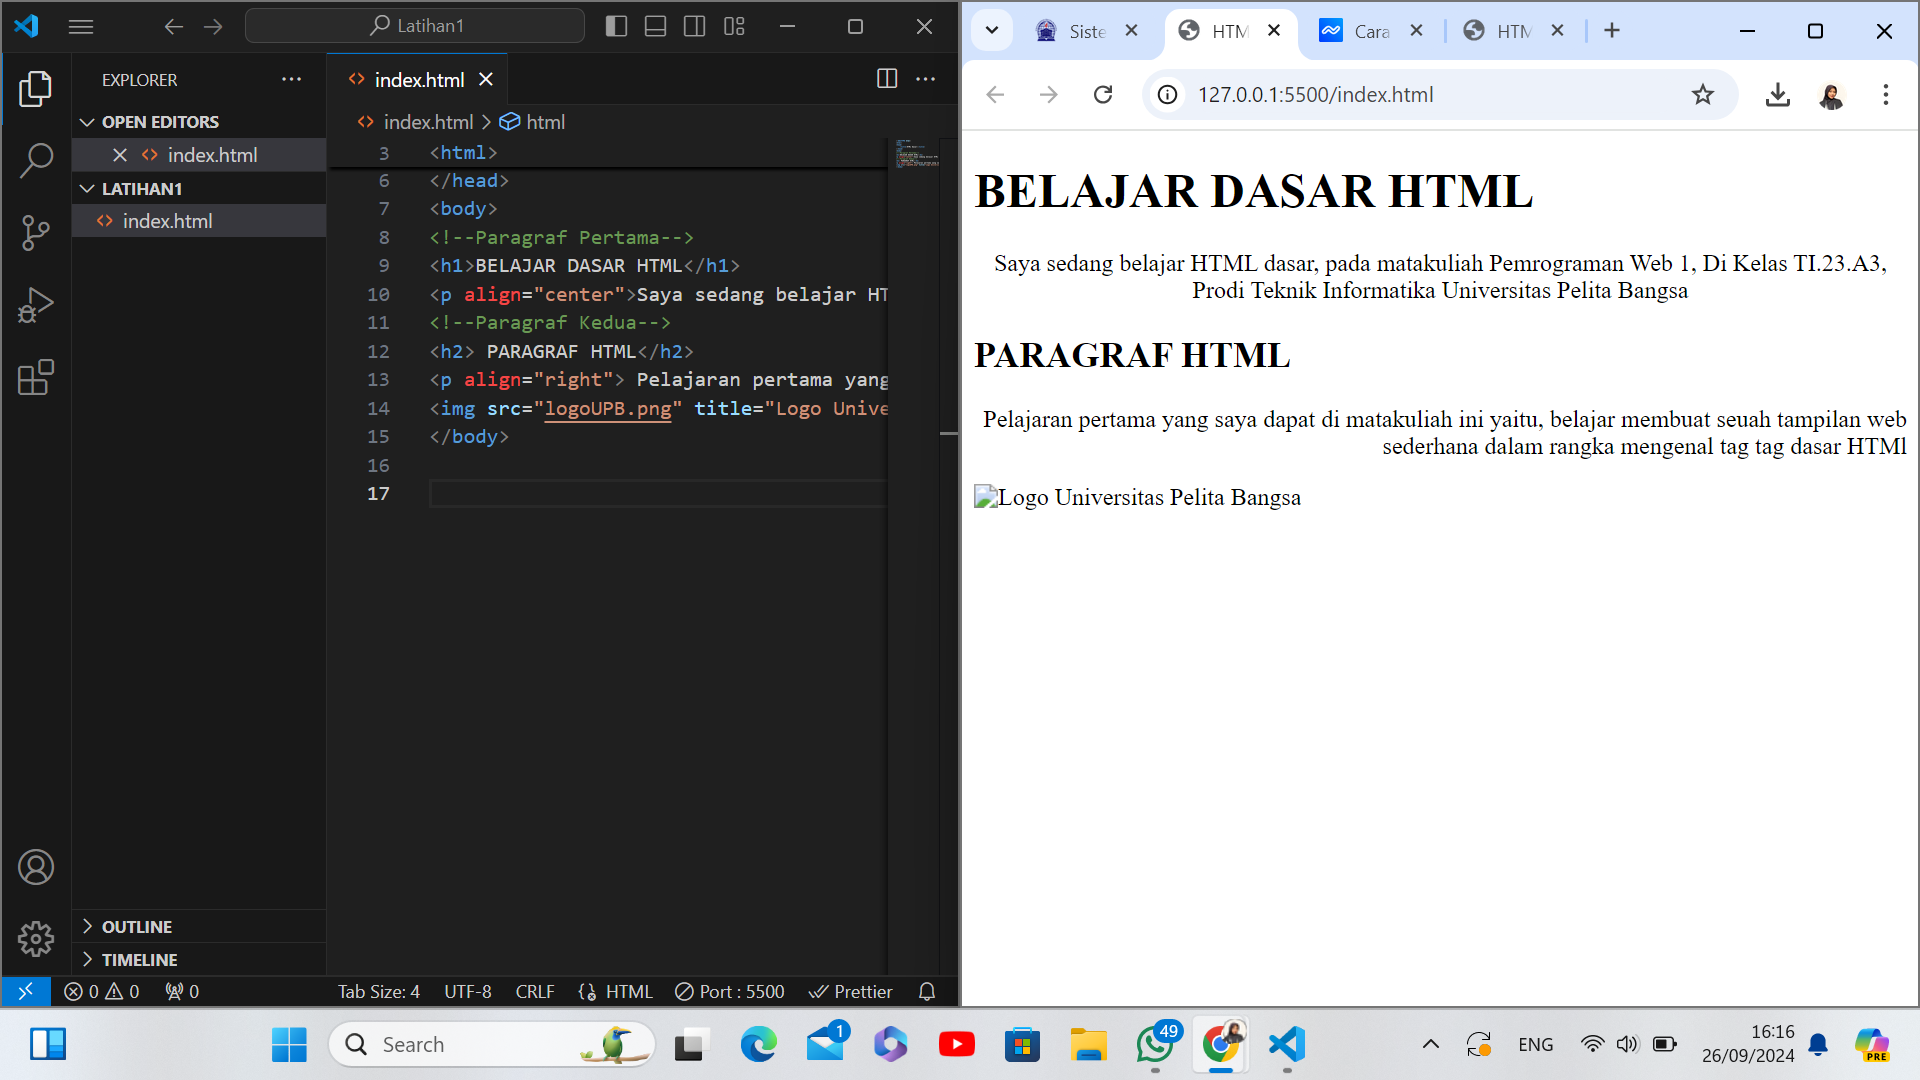 Latihan1
EXPLORER
OPEN EDITORS
index.html
LATIHAN1
index.html
OUTLINE
TIMELINE
index.html
index.html > html
3 <html>
6 </head>
7 <body>
8 <!--Paragraf Pertama-->
9 <h1>BELAJAR DASAR HTML</h1>
10 <p align="center">Saya sedang belajar HT
11 <!--Paragraf Kedua-->
12 <h2> PARAGRAF HTML</h2>
13 <p align="right"> Pelajaran pertama yang
14 <img src="logoUPB.png" title="Logo Unive
15 </body>
16
17
0 0 0 Tab Size: 4 UTF-8 CRLF HTML Port : 5500 Prettier
Siste HTM Cara HTM
127.0.0.1:5500/index.html
BELAJAR DASAR HTML
Saya sedang belajar HTML dasar, pada matakuliah Pemrograman Web 1, Di Kelas TI.23.A3,
Prodi Teknik Informatika Universitas Pelita Bangsa
PARAGRAF HTML
Pelajaran pertama yang saya dapat di matakuliah ini yaitu, belajar membuat seuah tampilan web
sederhana dalam rangka mengenal tag tag dasar HTMl
Logo Universitas Pelita Bangsa
Search 1 49 ENG 16:16
26/09/2024
PRE